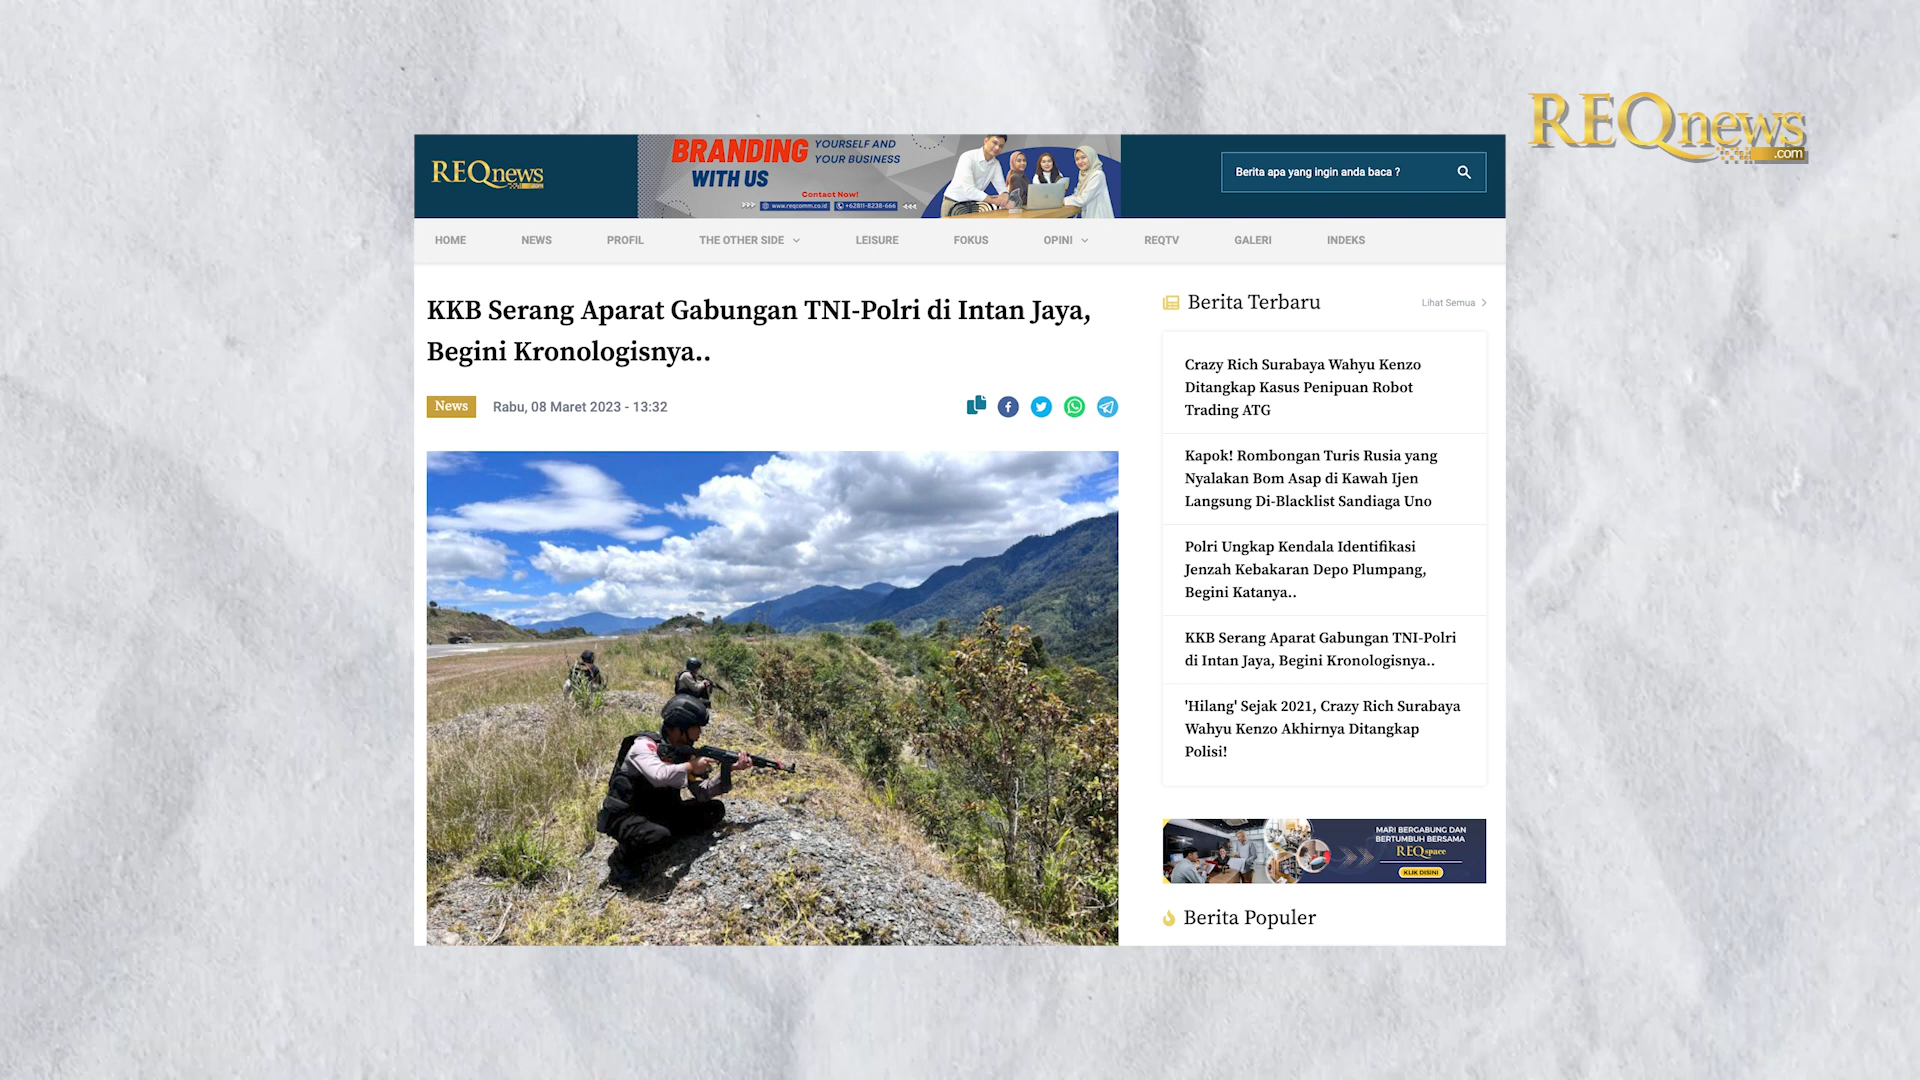 REQnews
.com
REQnews
.com
BRANDING
WITH US
YOURSELF AND
YOUR BUSINESS
Contact Now!
www.reqcomm.co.id
+62811-8238-666
Berita apa yang ingin anda baca ?
HOME
NEWS
PROFIL
THE OTHER SIDE
LEISURE
FOKUS
OPINI
REQTV
GALERI
INDEKS
KKB Serang Aparat Gabungan TNI-Polri di Intan Jaya,
Begini Kronologisnya..
News
Rabu, 08 Maret 2023 - 13:32
Berita Terbaru
Lihat Semua
Crazy Rich Surabaya Wahyu Kenzo
Ditangkap Kasus Penipuan Robot
Trading ATG
Kapok! Rombongan Turis Rusia yang
Nyalakan Bom Asap di Kawah Ijen
Langsung Di-Blacklist Sandiaga Uno
Polri Ungkap Kendala Identifikasi
Jenzah Kebakaran Depo Plumpang,
Begini Katanya..
KKB Serang Aparat Gabungan TNI-Polri
di Intan Jaya, Begini Kronologisnya..
'Hilang' Sejak 2021, Crazy Rich Surabaya
Wahyu Kenzo Akhirnya Ditangkap
Polisi!
MARI BERGABUNG DAN
BERTUMBUH BERSAMA
REQspace
KLIK DISINI
Berita Populer